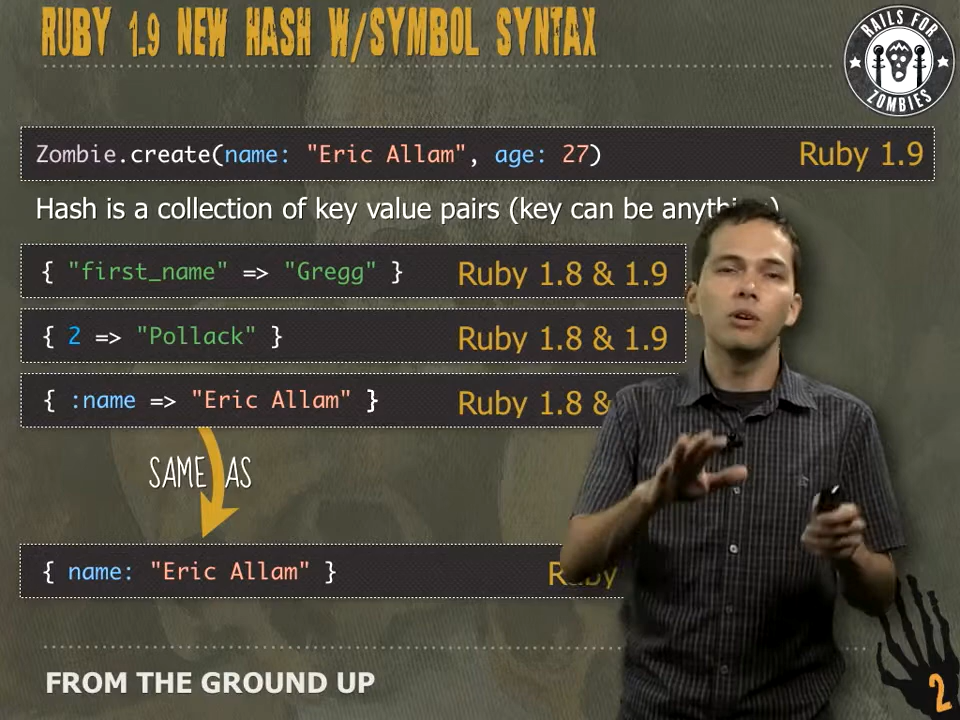 RUBY 1.9 NEW HASH W/SYMBOL SYNTAX
RAILS FOR
ZOMBIES
Zombie.create(name: "Eric Allam", age: 27)
Ruby 1.9
Hash is a collection of key value pairs (key can be
{ "first_name" => "Gregg" }
Ruby 1.8 & 1.9
{ 2 => "Pollack" }
Ruby 1.8 & 1.9
{ :name => "Eric Allam" }
Ruby 1.8 &
SAME AS
{ name: "Eric Allam" }
Ruby
FROM THE GROUND UP
2